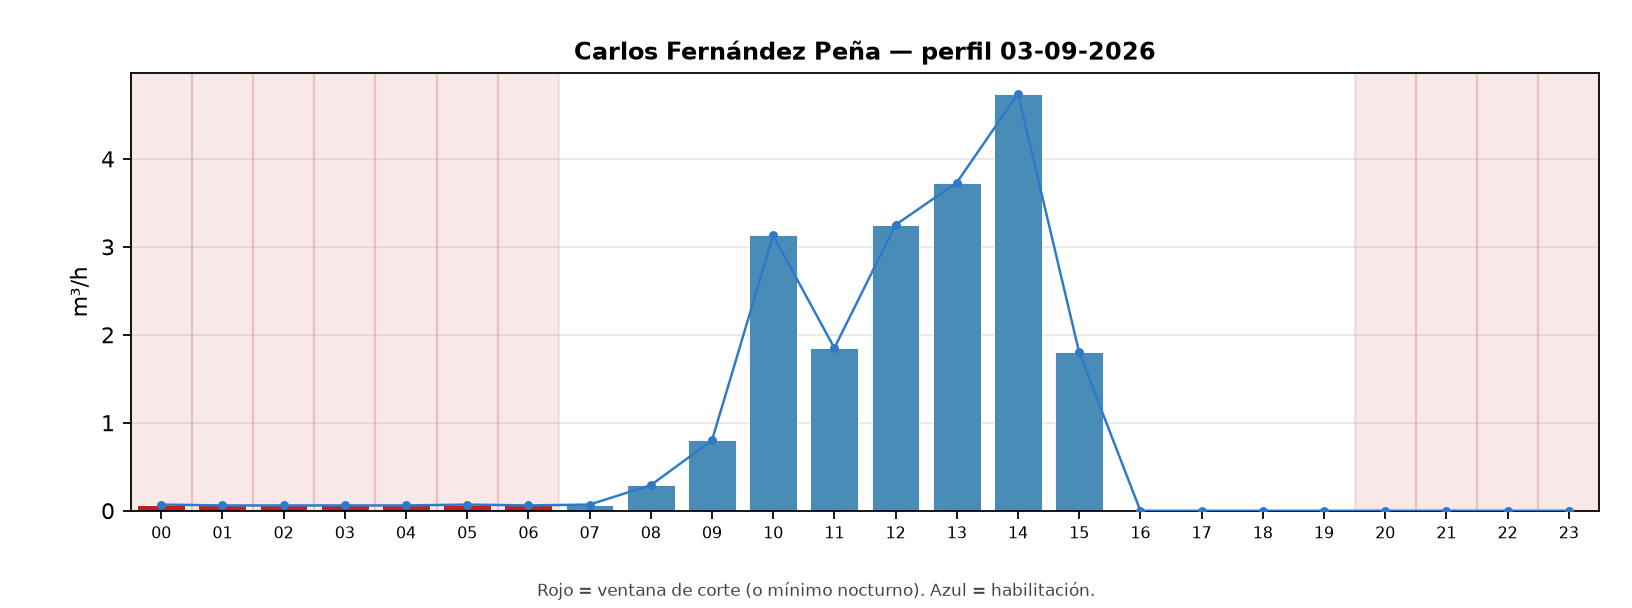 Carlos Fernández Peña — perfil 03-09-2026
m³/h
4
3
2
1
0
00 01 02 03 04 05 06 07 08 09 10 11 12 13 14 15 16 17 18 19 20 21 22 23
Rojo = ventana de corte (o mínimo nocturno). Azul = habilitación.